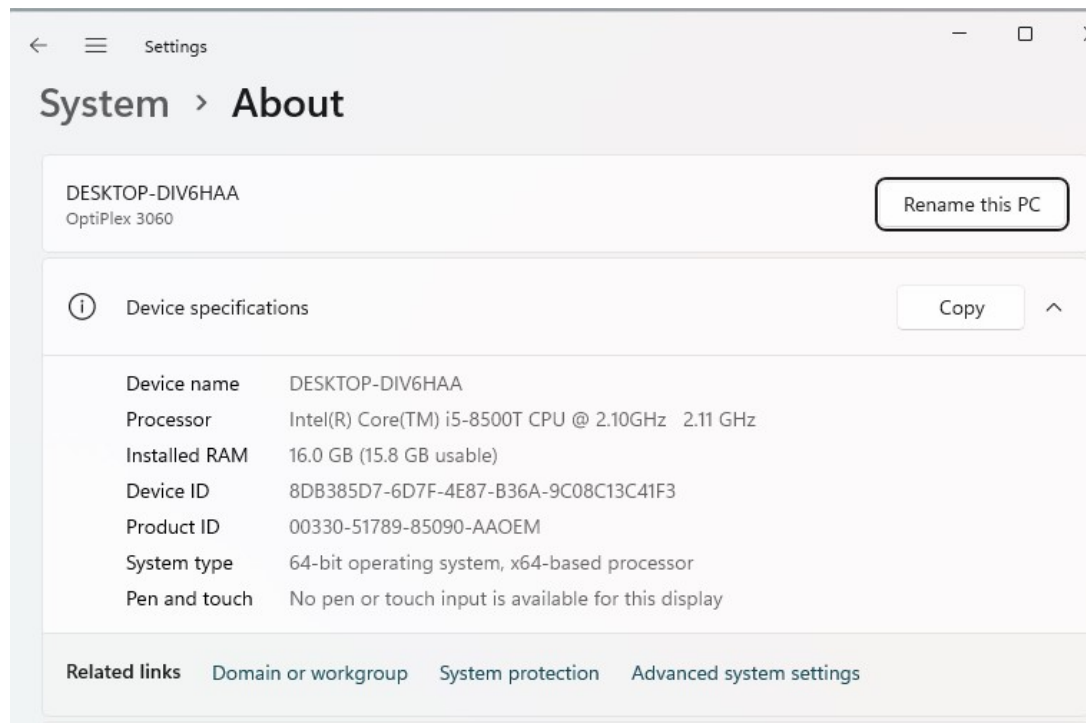 Settings
System > About
DESKTOP-DIV6HAA
OptiPlex 3060
Rename this PC
Device specifications
Copy
Device name DESKTOP-DIV6HAA
Processor Intel(R) Core(TM) i5-8500T CPU @ 2.10GHz 2.11 GHz
Installed RAM 16.0 GB (15.8 GB usable)
Device ID 8DB385D7-6D7F-4E87-B36A-9C08C13C41F3
Product ID 00330-51789-85090-AAOEM
System type 64-bit operating system, x64-based processor
Pen and touch No pen or touch input is available for this display
Related links Domain or workgroup System protection Advanced system settings